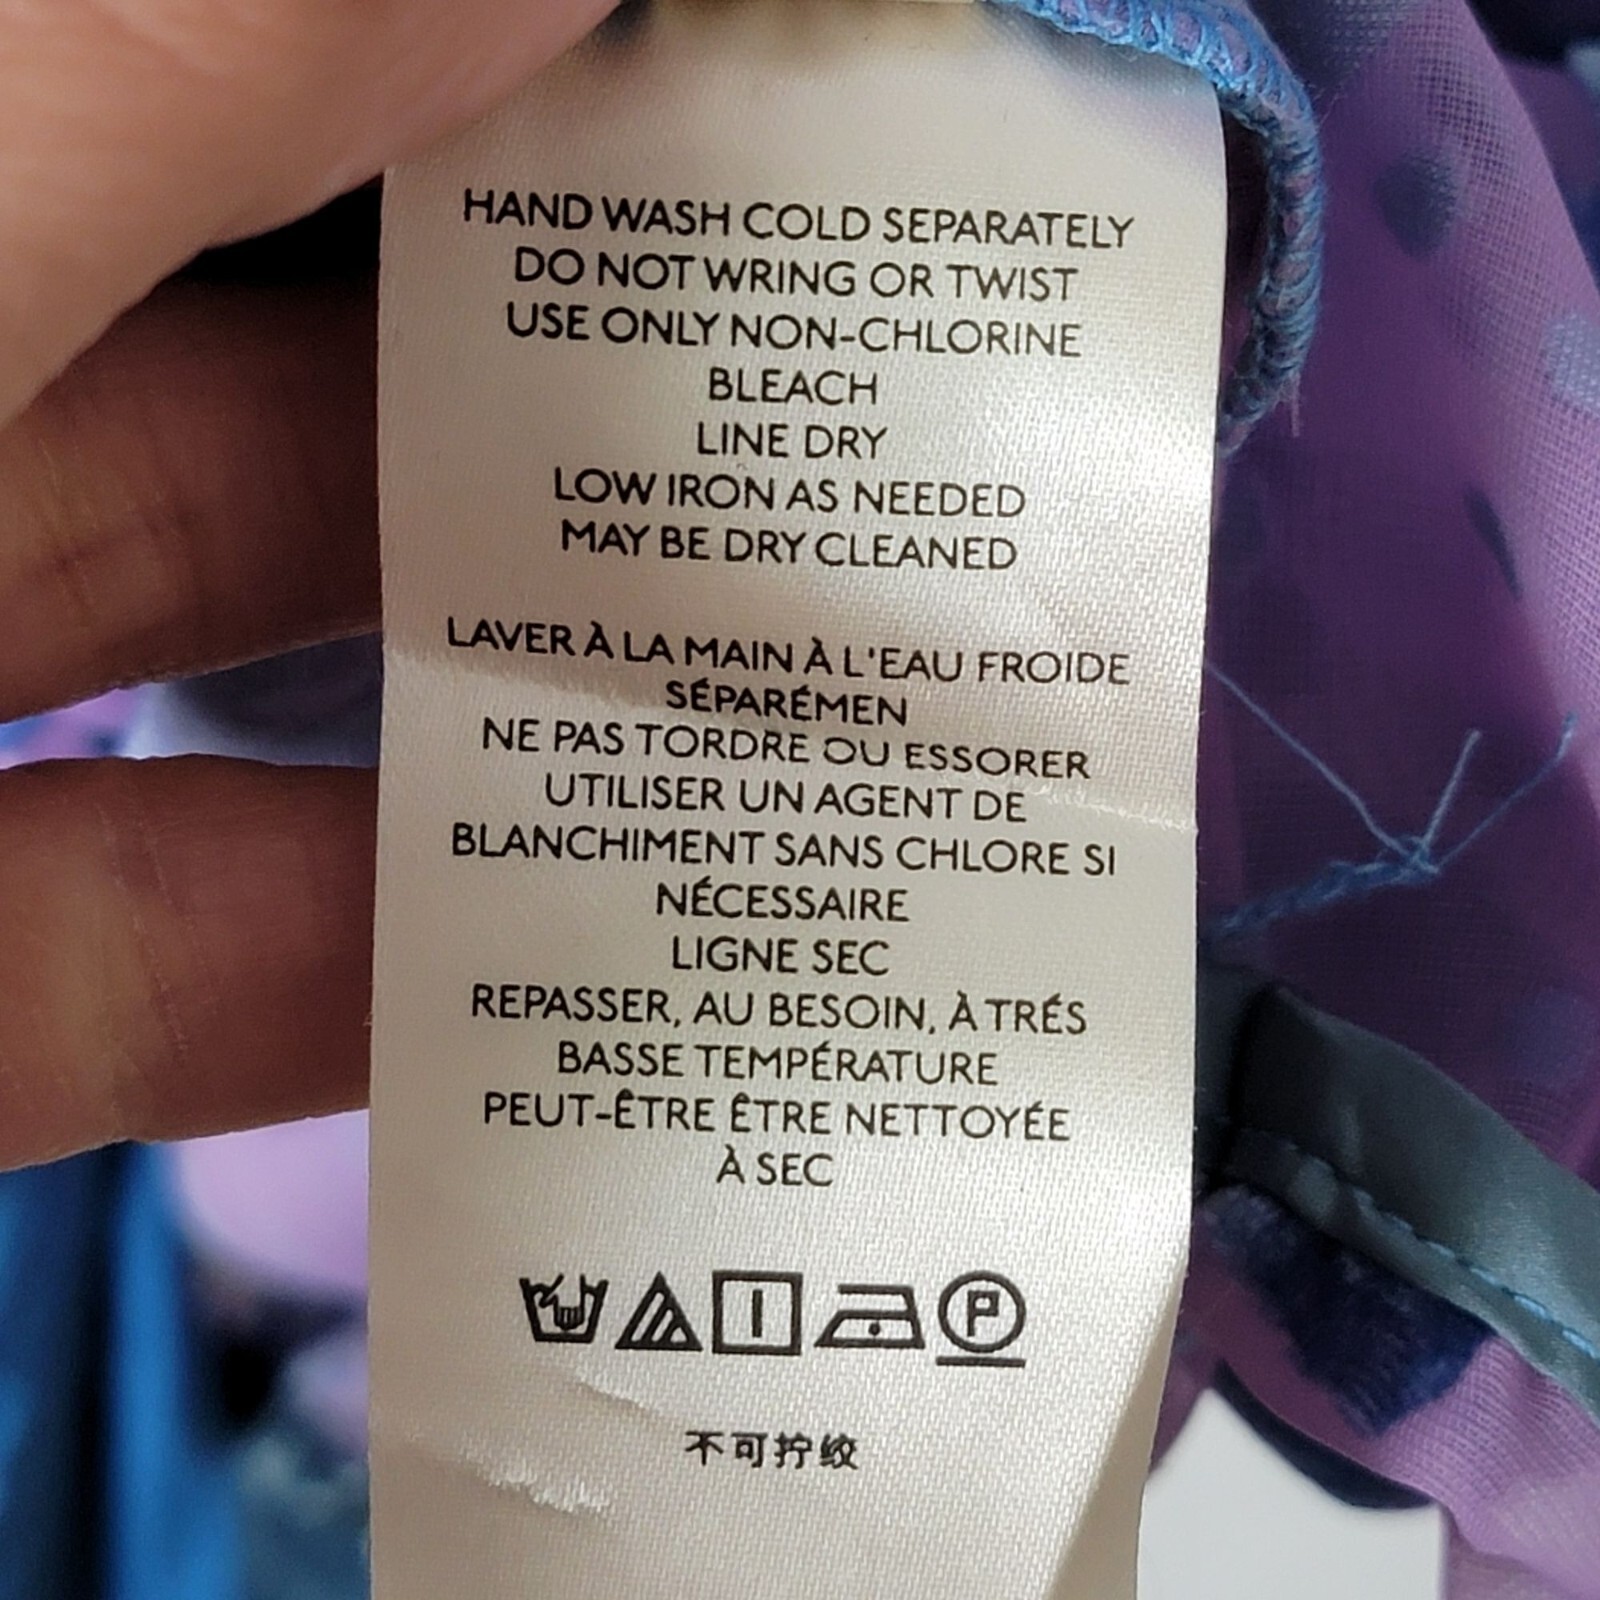 HAND WASH COLD SEPARATELY
DO NOT WRING OR TWIST
USE ONLY NON-CHLORINE
BLEACH
LINE DRY
LOW IRON AS NEEDED
MAY BE DRY CLEANED
LAVER À LA MAIN À L'EAU FROIDE
SÉPARÉMEN
NE PAS TORDRE OU ESSORER
UTILISER UN AGENT DE
BLANCHIMENT SANS CHLORE SI
NÉCESSAIRE
LIGNE SEC
REPASSER, AU BESOIN, À TRÉS
BASSE TEMPÉRATURE
PEUT-ÊTRE ÊTRE NETTOYÉE
À SEC
P
不可拧绞